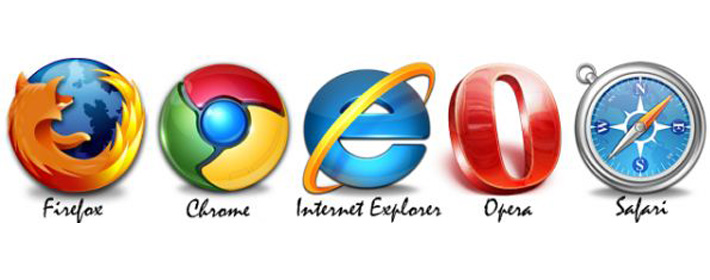 N
W
E
S
Firefox
Chrome
Internet Explorer
Opera
Safari